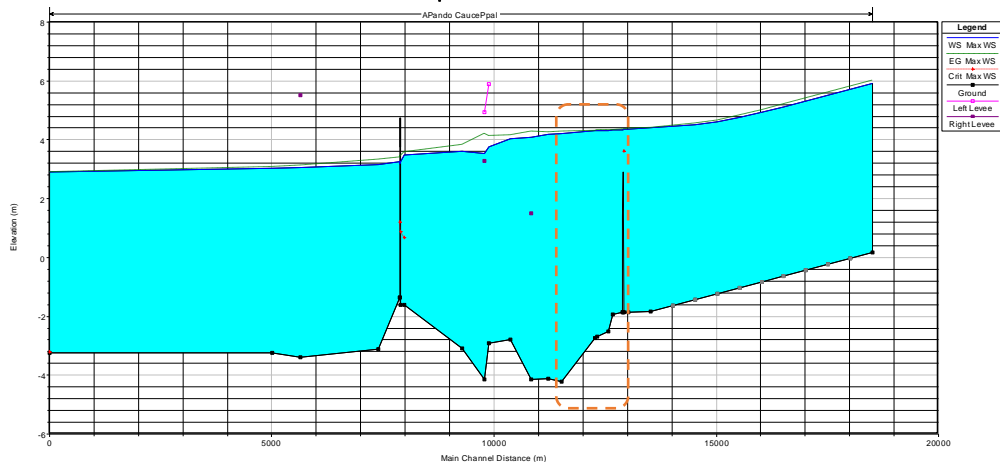 APando CaucePpal
8
6
4
2
0
-2
-4
-6
Elevation (m)
0
5000
10000
15000
20000
Main Channel Distance (m)
Legend
WS Max WS
EG Max WS
Crit Max WS
Ground
Left Levee
Right Levee